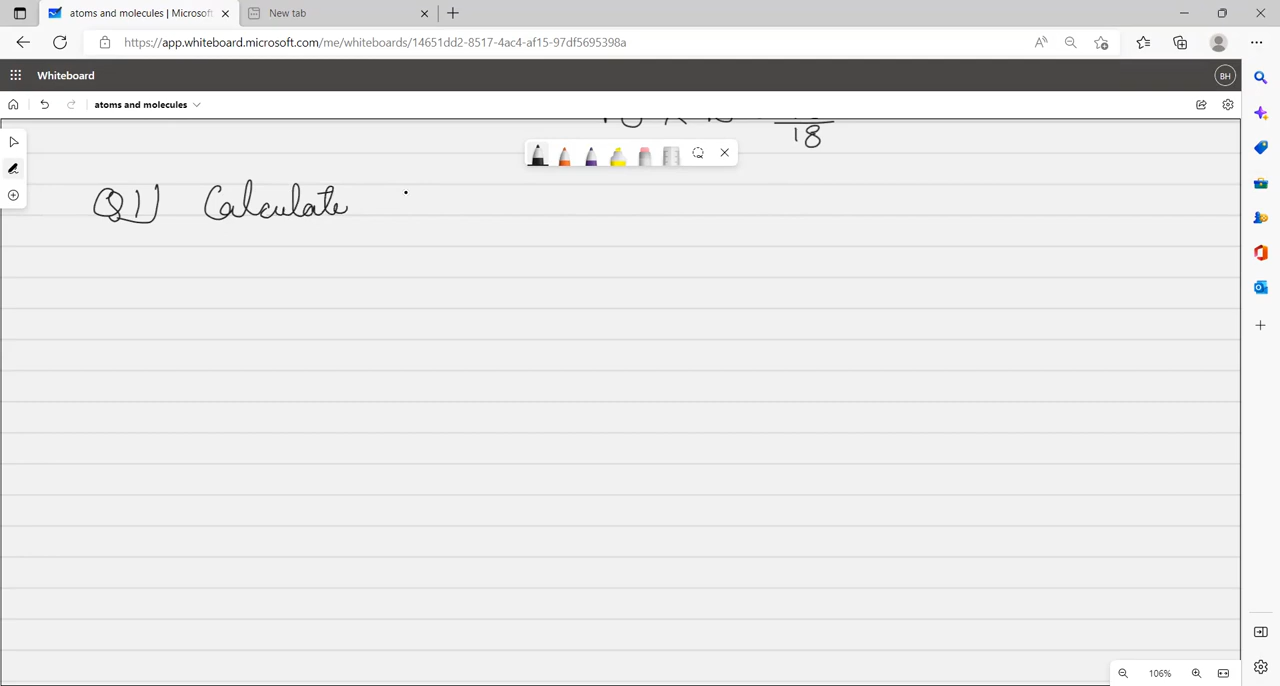 atoms and molecules | Microsoft
New tab
https://app.whiteboard.microsoft.com/me/whiteboards/14651dd2-8517-4ac4-af15-97df5695398a
Whiteboard
BH
atoms and molecules
18
Q1) Calculate
106%